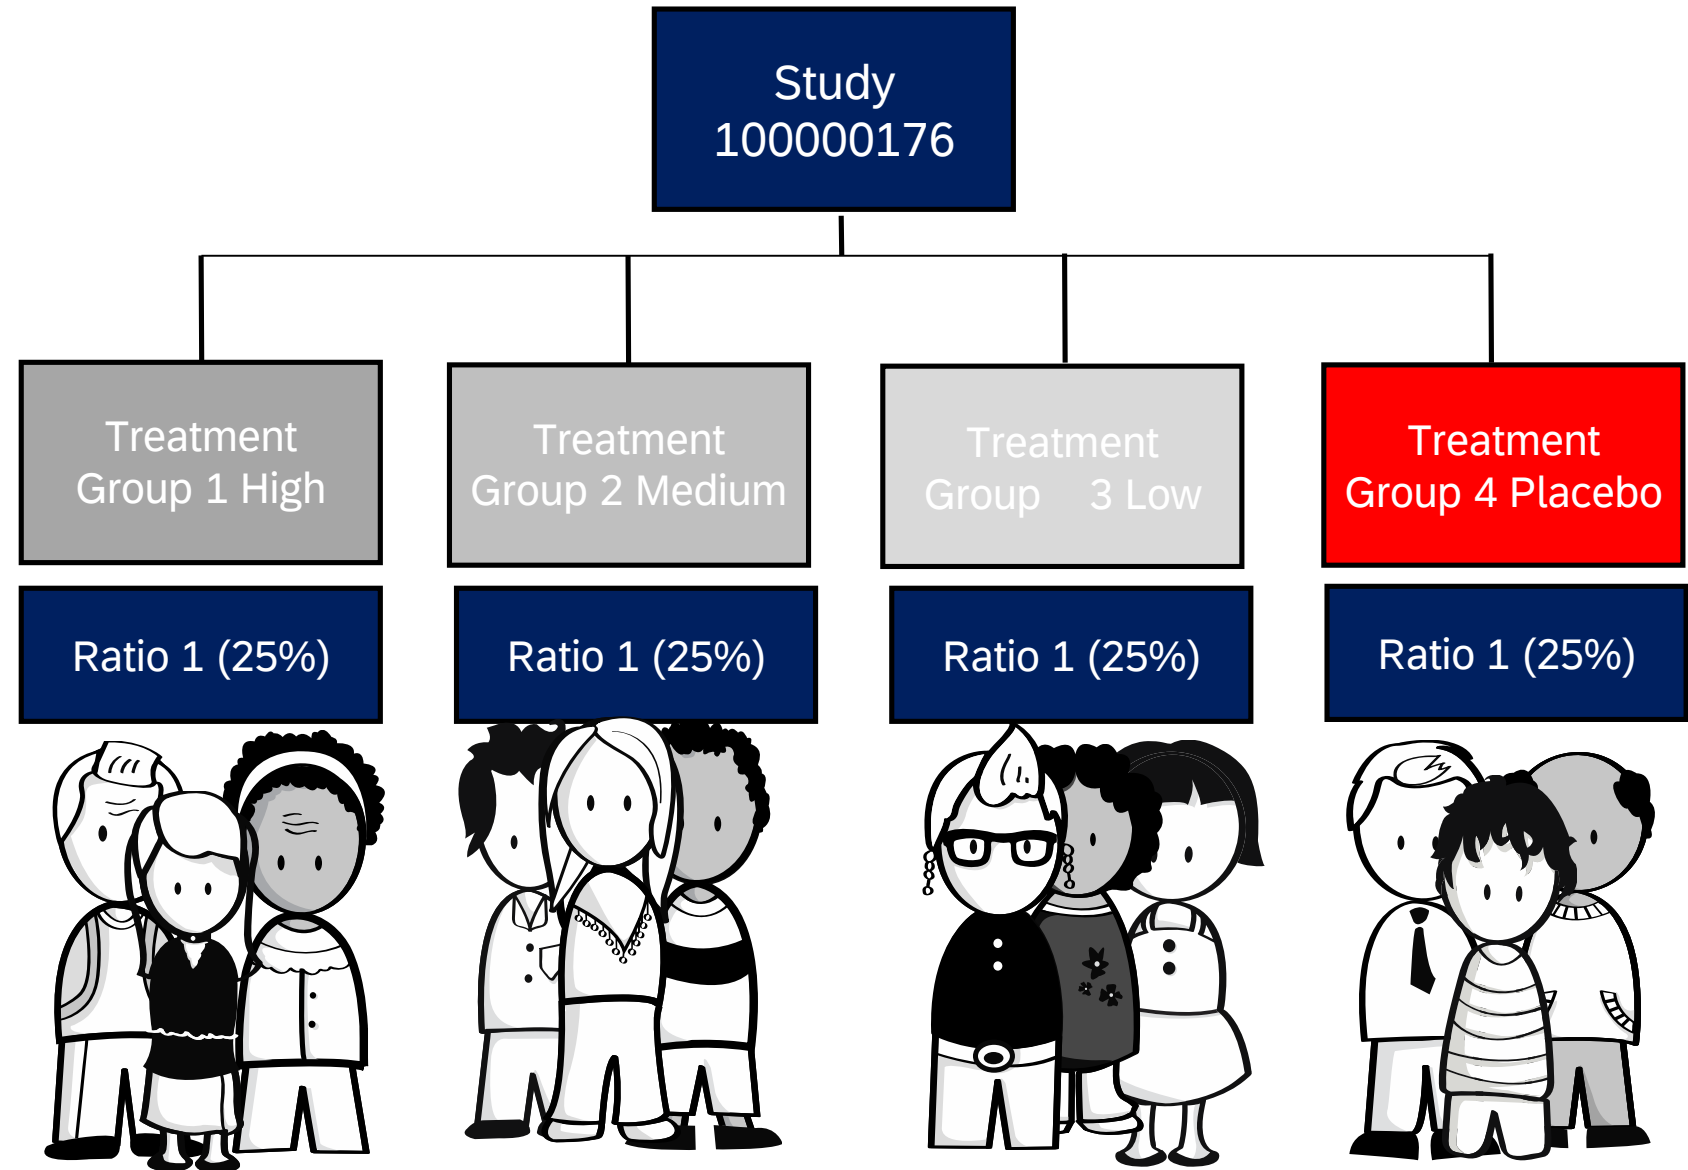 Study
100000176
Treatment
Group 1 High
Treatment
Group 2 Medium
Treatment
Group 3 Low
Treatment
Group 4 Placebo
Ratio 1 (25%)
Ratio 1 (25%)
Ratio 1 (25%)
Ratio 1 (25%)